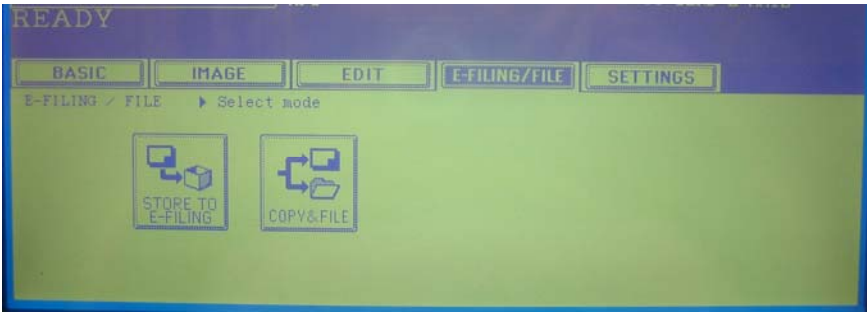 READY
BASIC IMAGE EDIT E-FILING/FILE SETTINGS
E-FILING / FILE ▶ Select mode
STORE TO
E-FILING
COPY&FILE